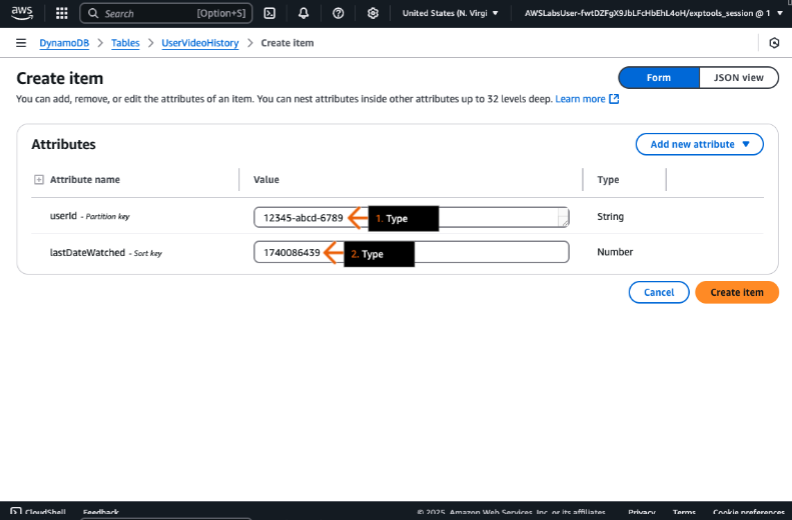 aws Search [Option+S] United States (N. Virgi AWSLabsUser-fwtDZFgX9JbLFcHbEhL4oH/exptools_session @ 1
DynamoDB > Tables > UserVideoHistory > Create item
Create item
Form JSON view
You can add, remove, or edit the attributes of an item. You can nest attributes inside other attributes up to 32 levels deep. Learn more
Attributes
Add new attribute
Attribute name Value Type
userId - Partition key 12345-abcd-6789 1. Type String
lastDateWatched - Sort key 1740086439 2. Type Number
Cancel Create item
CloudShell Feedback © 2025, Amazon Web Services, Inc. or its affiliates. Privacy Terms Cookie preferences